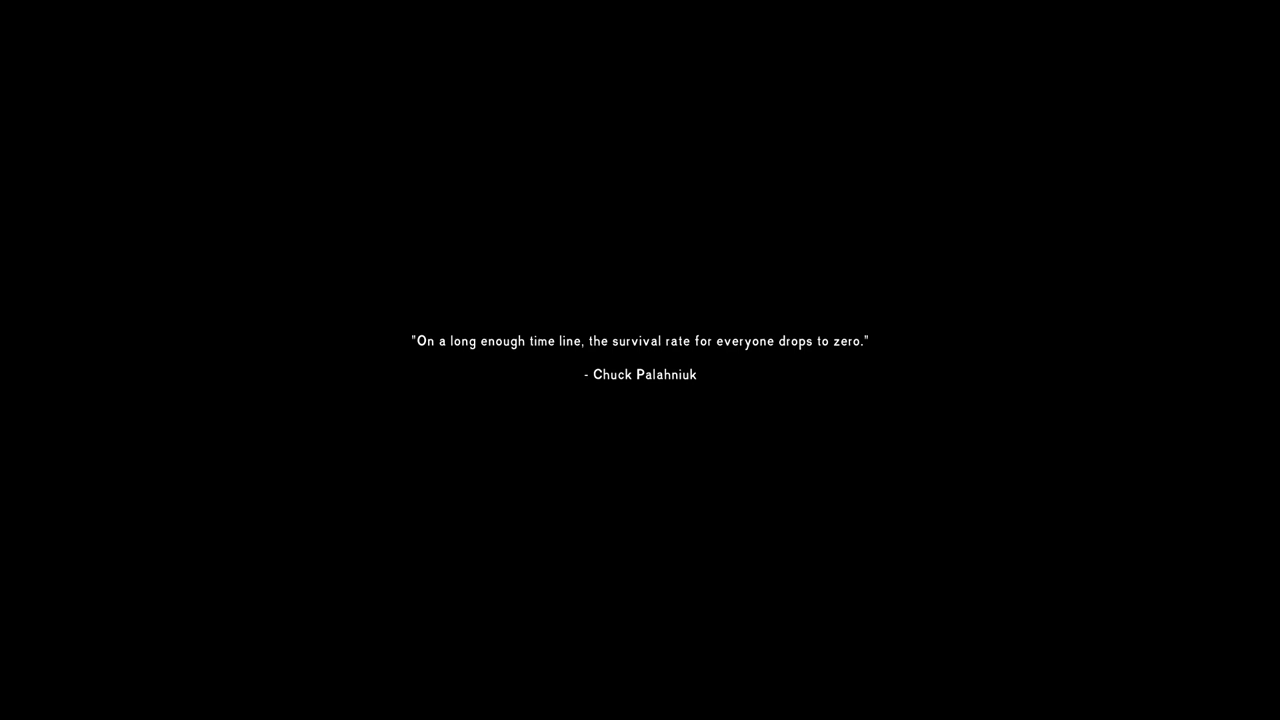 "On a long enough time line, the survival rate for everyone drops to zero."
- Chuck Palahniuk